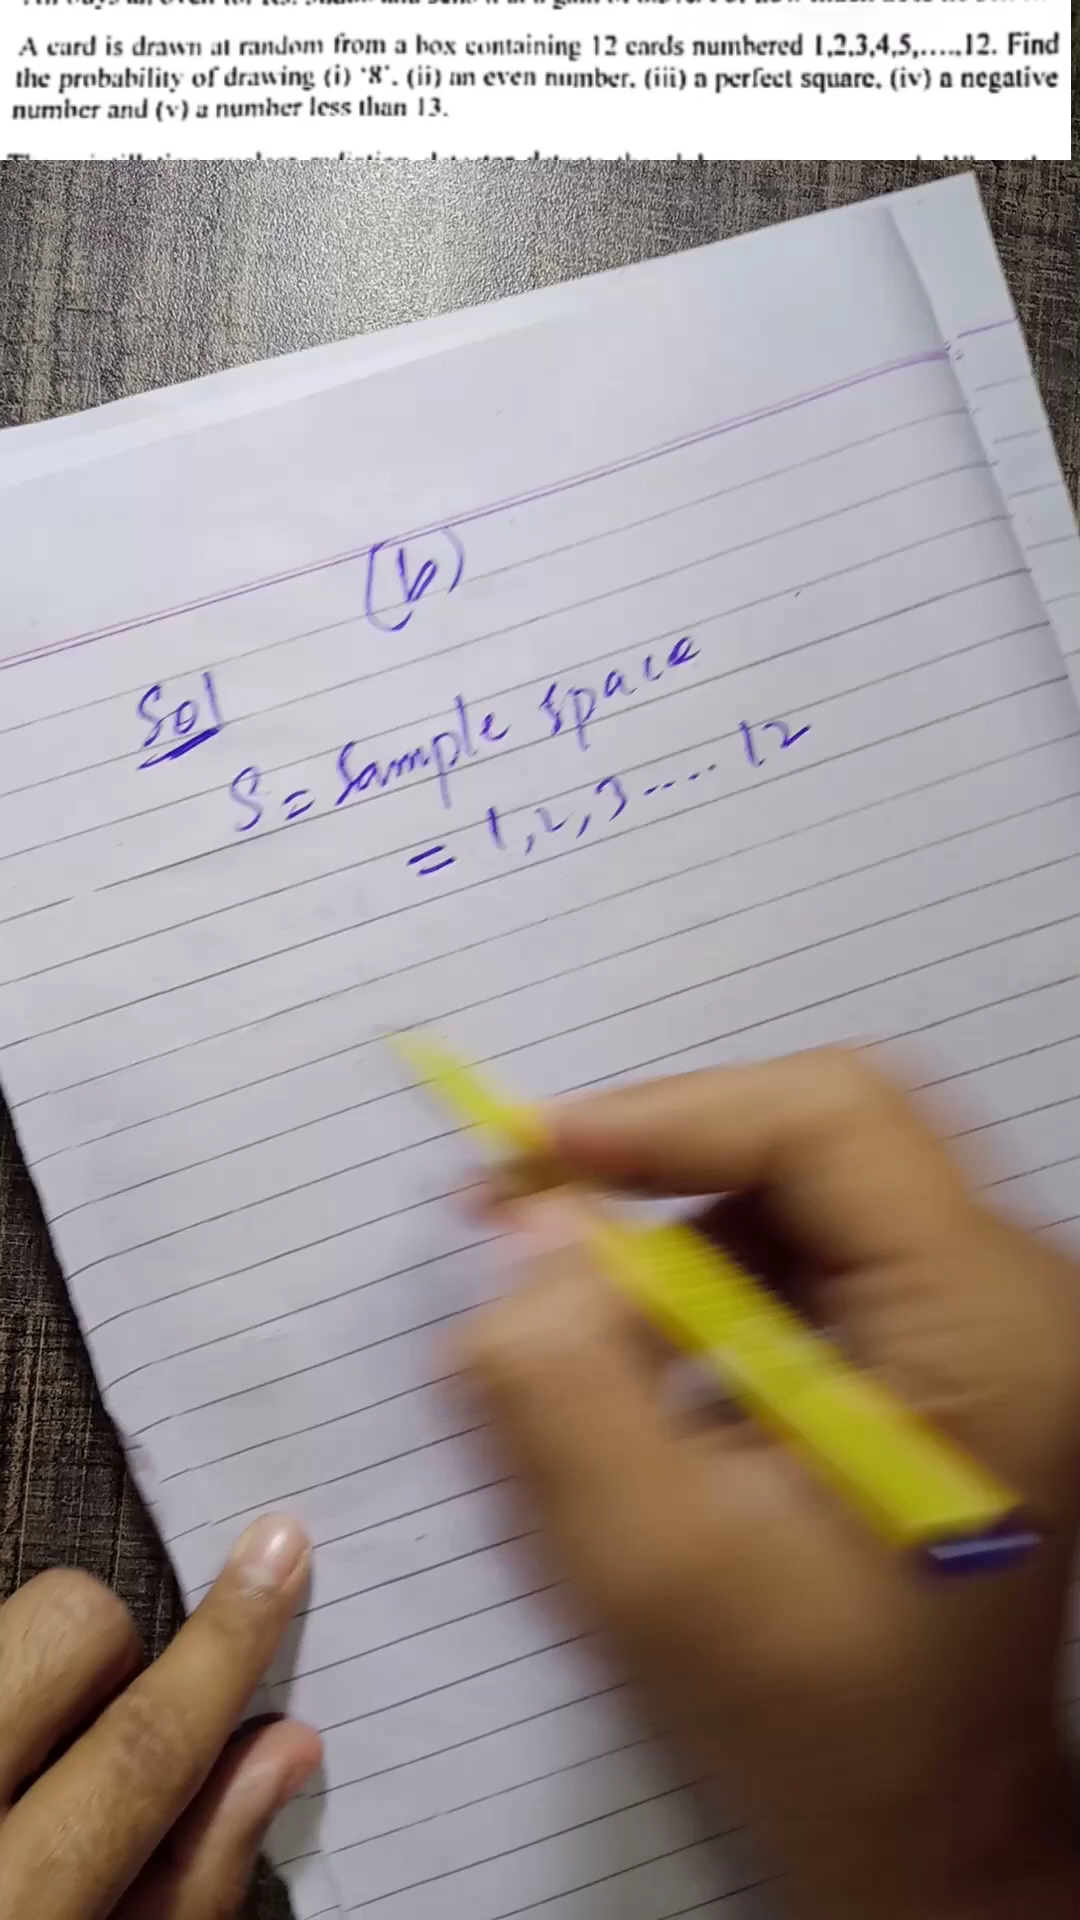 A card is drawn at random from a box containing 12 cards numbered 1,2,3,4,5,.....12. Find
the probability of drawing (i) '8'. (ii) an even number, (iii) a perfect square, (iv) a negative
number and (v) a number less than 13.
(b)
Sol
S = Sample space
= 1, 2, 3 .... 12